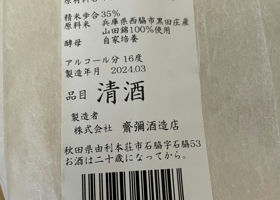 精米歩合35%
原料米 兵庫県西脇市黒田庄産
山田錦100%使用
酵母 自家培養
アルコール分 16度
製造年月 2024.03
品目 清酒
製造者
株式会社 齋彌酒造店
秋田県由利本荘市石脇字石脇53
お酒は二十歳になってから。